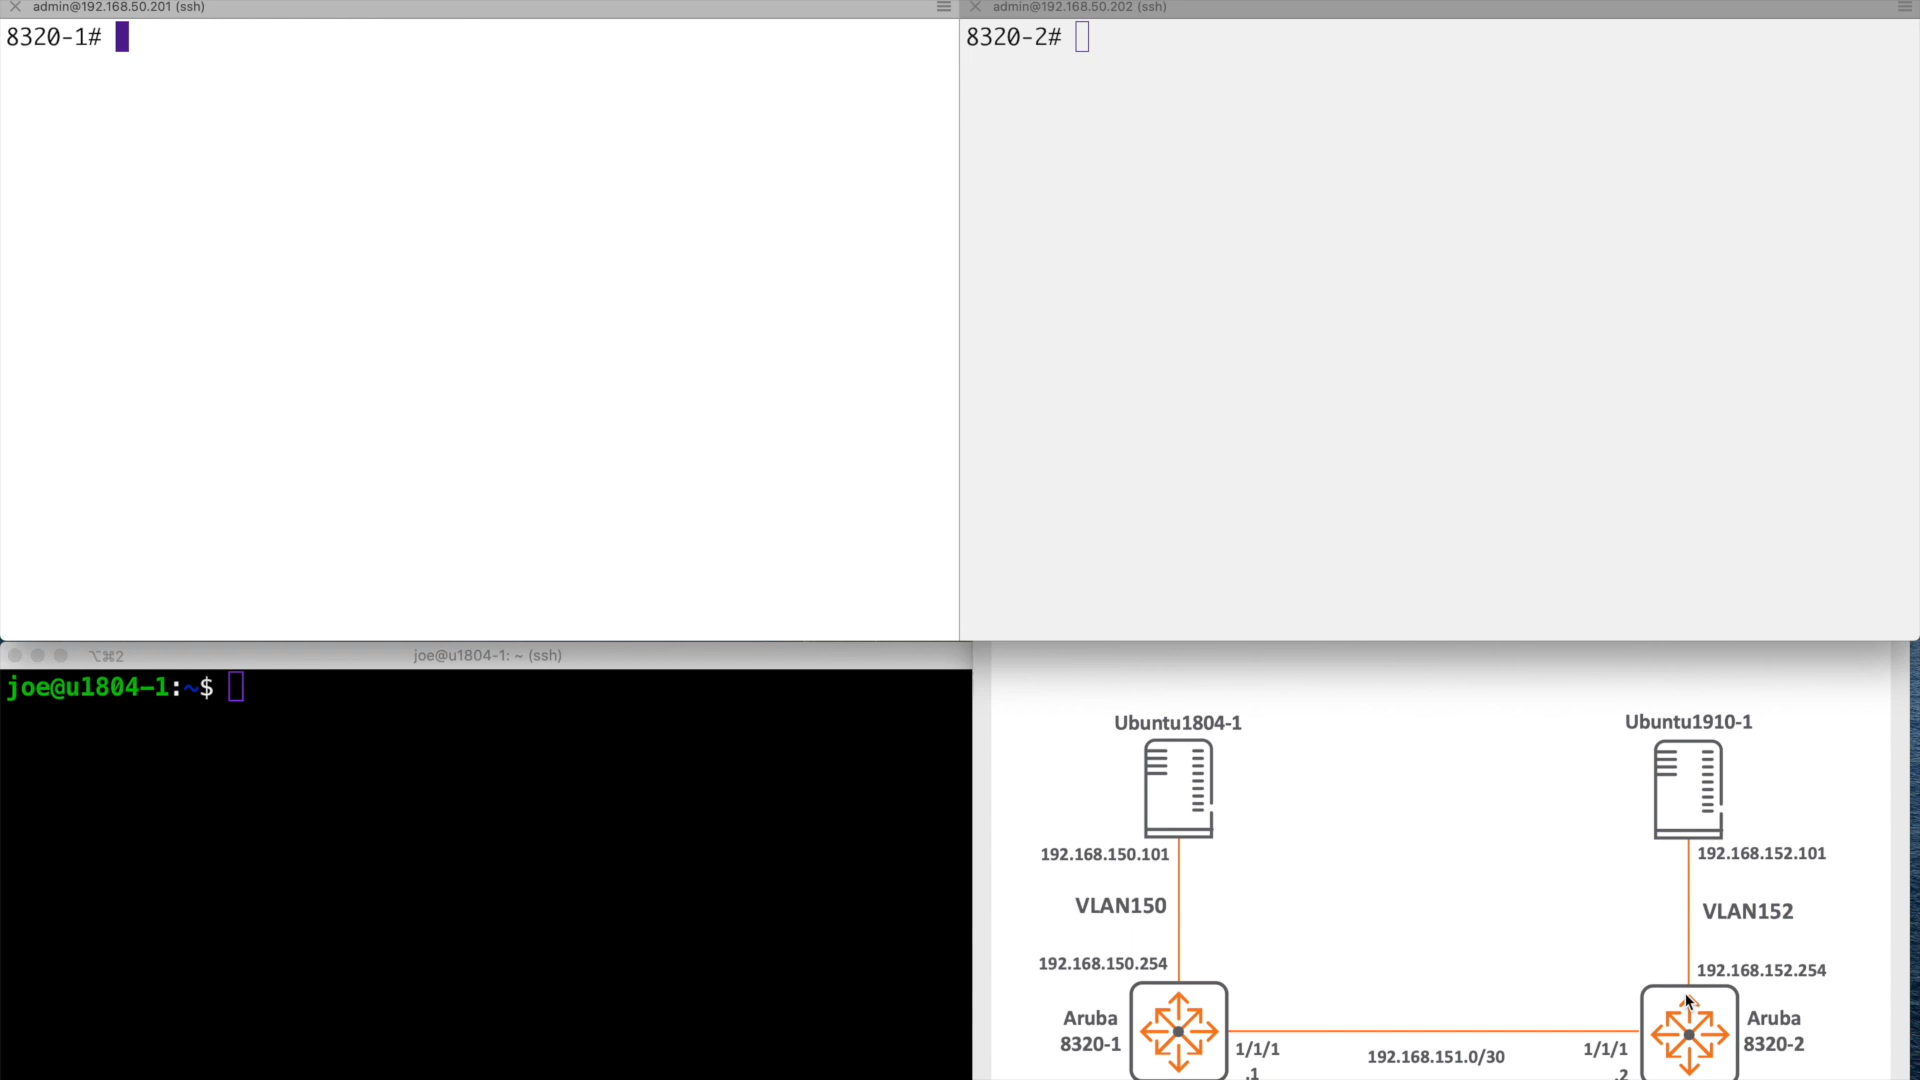 admin@192.168.50.201 (ssh)
admin@192.168.50.202 (ssh)
8320-1#
8320-2#
⌥⌘2
joe@u1804-1: ~ (ssh)
joe@u1804-1:~$
Ubuntu1804-1
Ubuntu1910-1
192.168.150.101
192.168.152.101
VLAN150
VLAN152
192.168.150.254
192.168.152.254
Aruba
8320-1
1/1/1
.1
192.168.151.0/30
1/1/1
.2
Aruba
8320-2